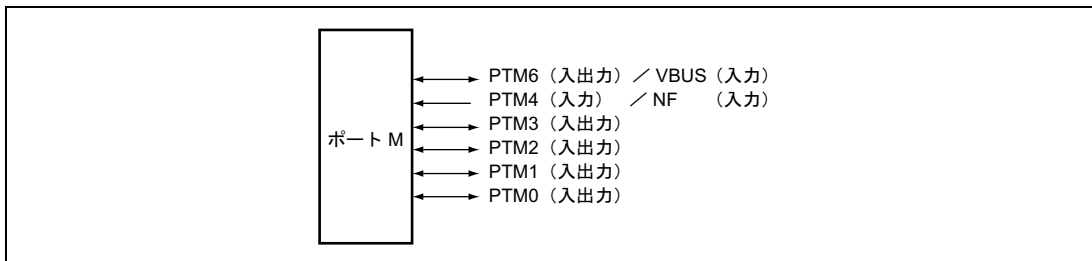 ポート M
PTM6（入出力）／VBUS（入力）
PTM4（入力）　／NF　　（入力）
PTM3（入出力）
PTM2（入出力）
PTM1（入出力）
PTM0（入出力）